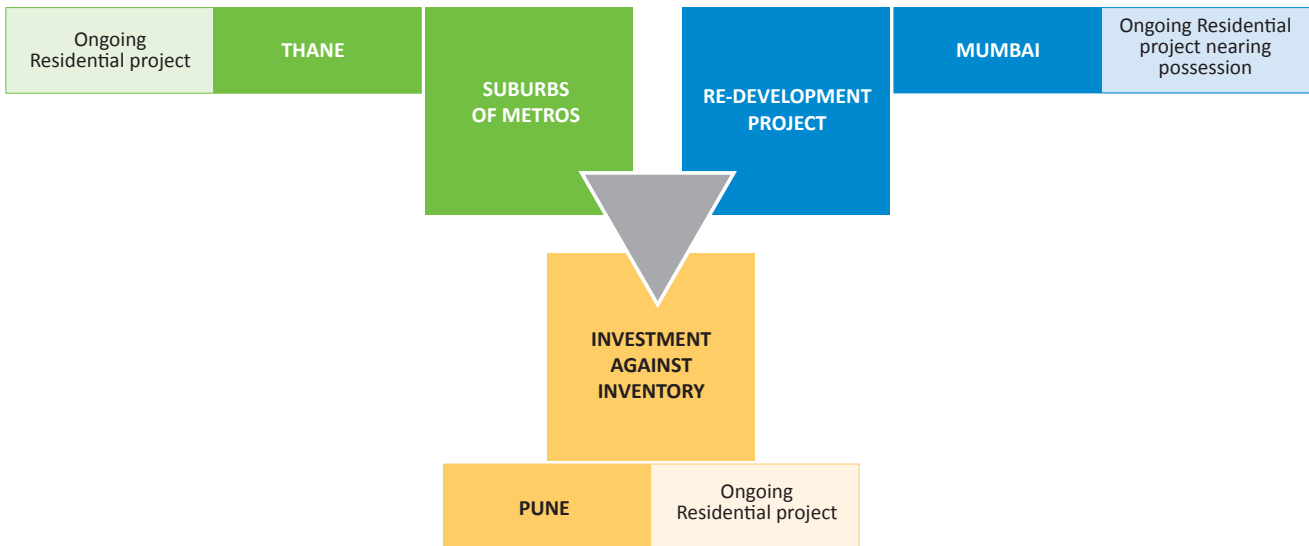 Ongoing
Residential project
THANE
SUBURBS
OF METROS
RE-DEVELOPMENT
PROJECT
MUMBAI
Ongoing Residential
project nearing
possession
INVESTMENT
AGAINST
INVENTORY
PUNE
Ongoing
Residential project